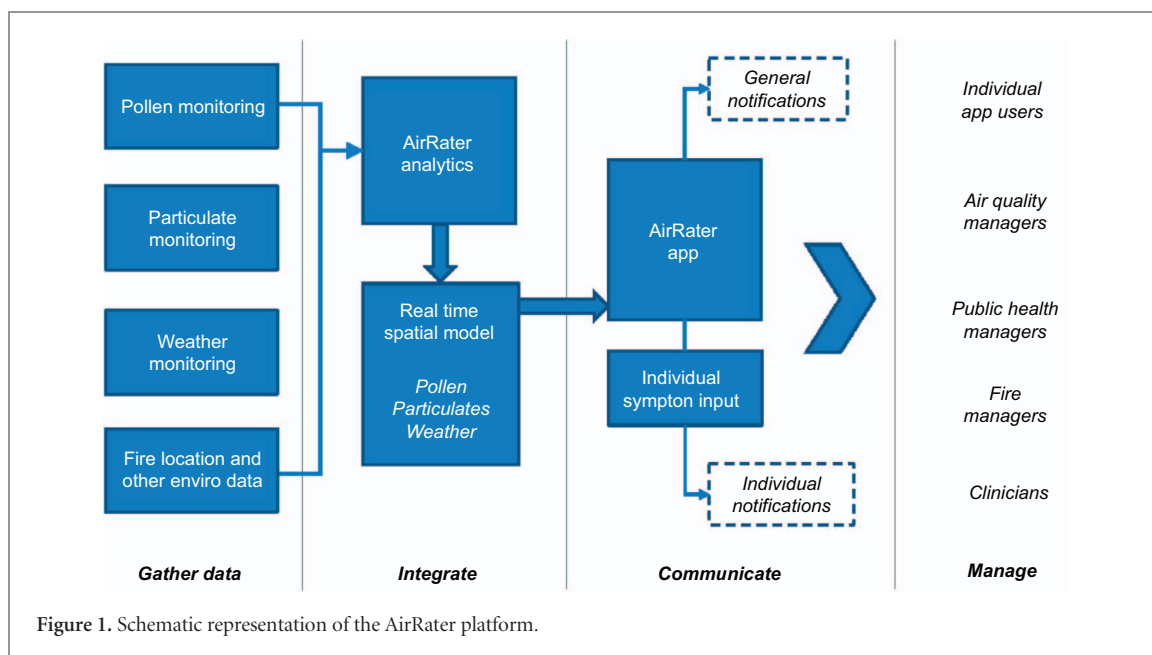 Pollen monitoring
Particulate
monitoring
Weather
monitoring
Fire location and
other enviro data
Gather data
AirRater
analytics
Real time
spatial model
Pollen
Particulates
Weather
Integrate
General
notifications
AirRater
app
Individual
sympton input
Individual
notifications
Communicate
Individual
app users
Air quality
managers
Public health
managers
Fire
managers
Clinicians
Manage
Figure 1. Schematic representation of the AirRater platform.